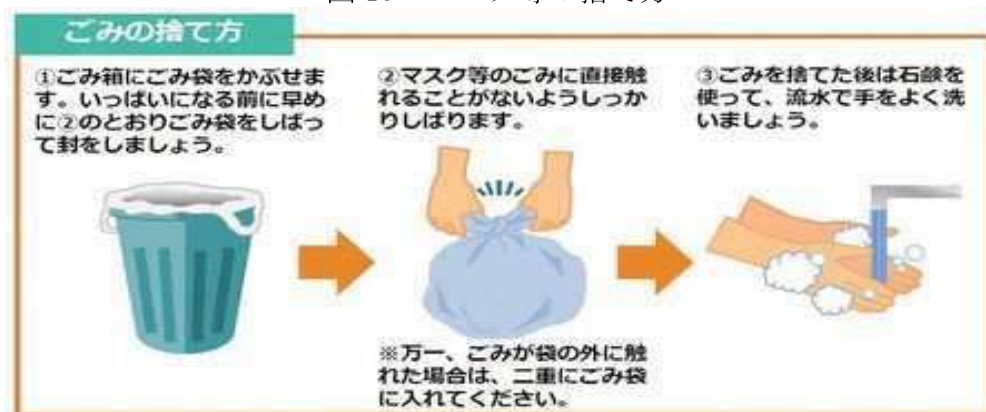 ごみの捨て方
①ごみ箱にごみ袋をかぶせま
す。いっぱいになる前に早め
に②のとおりごみ袋をしばっ
て封をしましょう。
②マスク等のごみに直接触
れることがないようしっか
りしばります。
※万一、ごみが袋の外に触
れた場合は、二重にごみ袋
に入れてください。
③ごみを捨てた後は石鹸を
使って、流水で手をよく洗
いましょう。